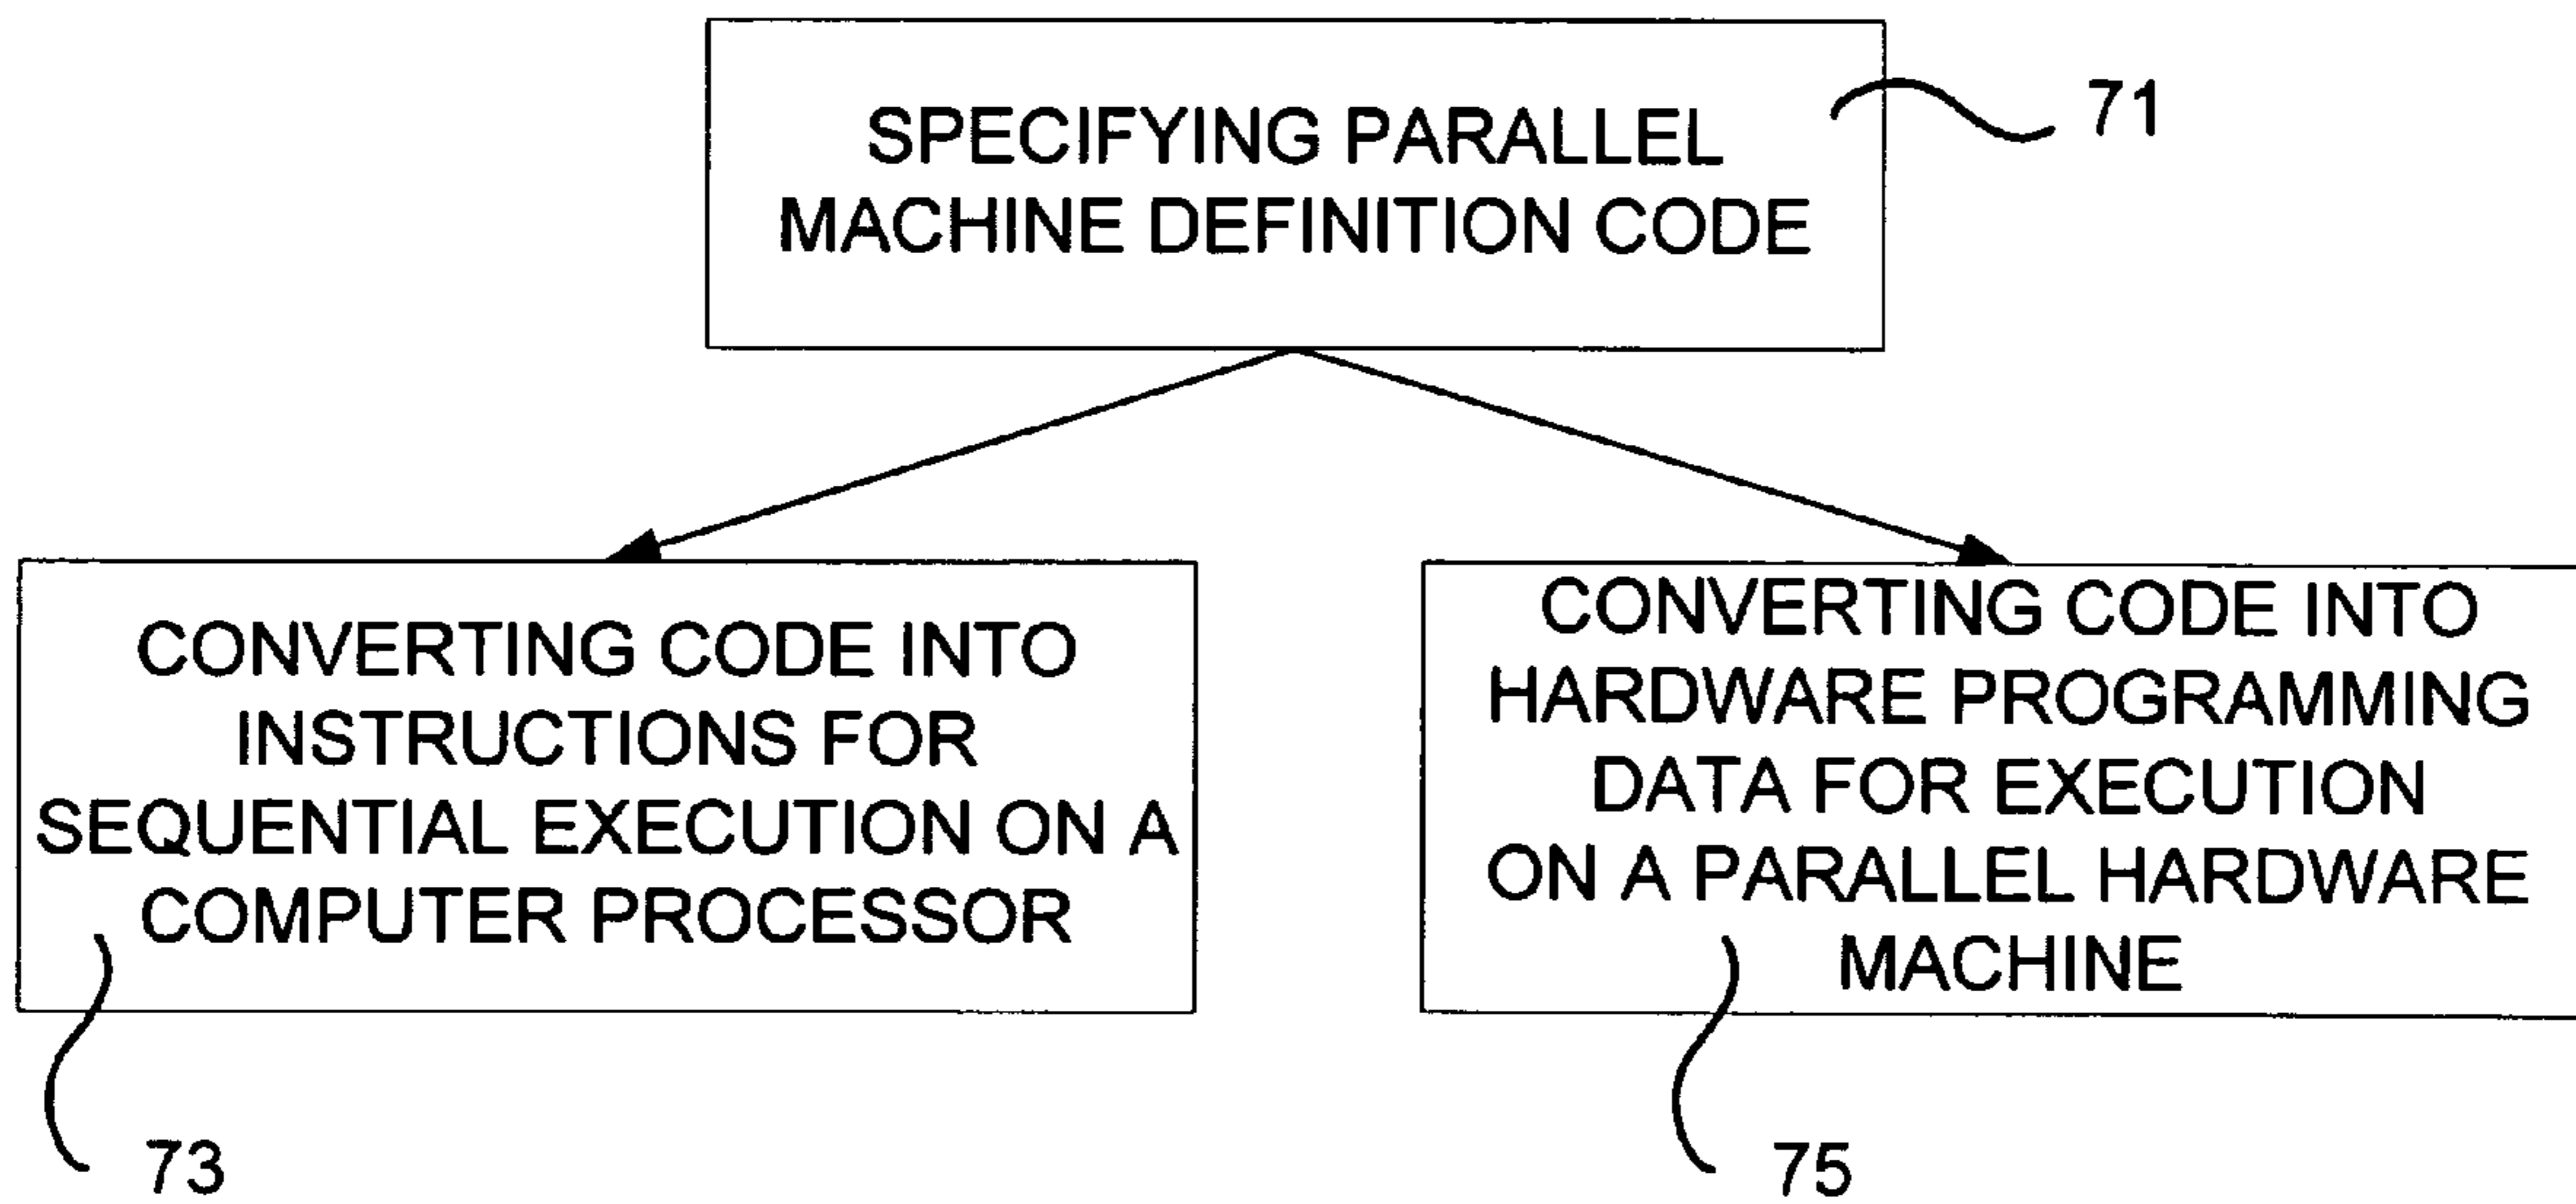 SPECIFYING PARALLEL
MACHINE DEFINITION CODE
71
CONVERTING CODE INTO
INSTRUCTIONS FOR
SEQUENTIAL EXECUTION ON A
COMPUTER PROCESSOR
73
CONVERTING CODE INTO
HARDWARE PROGRAMMING
DATA FOR EXECUTION
ON A PARALLEL HARDWARE
MACHINE
75